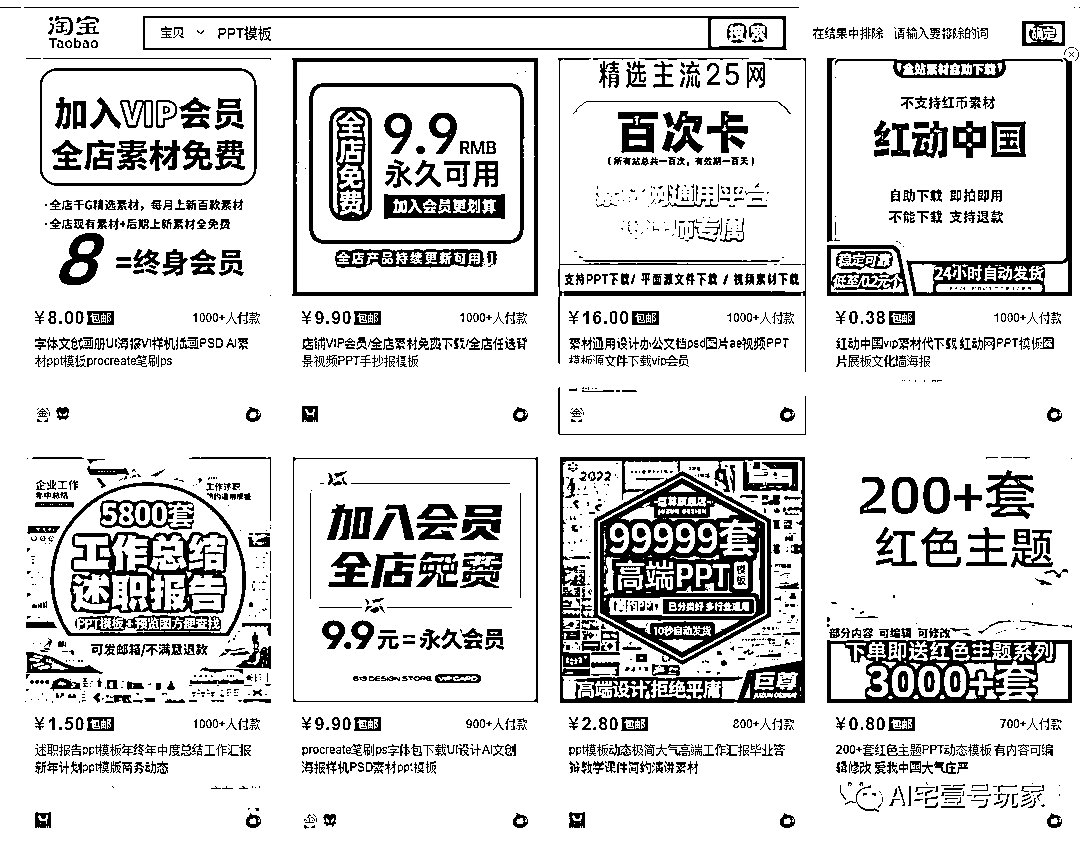 淘宝
Taobao
宝贝 PPT模板
搜索
在结果中排除 请输入要排除的词
确定
加入VIP会员
全店素材免费
·全店千G精选素材，每月上新百款素材
·全店现有素材+后期上新素材全免费
8=终身会员
¥8.00 包邮 1000+人付款
字体文创画册UI海报VI样机插画PSD AI素
材ppt模板procreate笔刷ps
全店免费
9.9RMB
永久可用
加入会员更划算
全店产品持续更新可用
¥9.90 包邮 1000+人付款
店铺VIP会员/全店素材免费下载/全店任选背
景视频PPT手抄报模板
精选主流25网
百次卡
(所有站总共一百次，有效期一百天)
支持PPT下载/ 平面源文件下载 / 视频素材下载
¥16.00 包邮 1000+人付款
素材通用设计办公文档psd图片ae视频PPT
模板源文件下载vip会员
全站素材自助下载
不支持红币素材
红动中国
自助下载 即拍即用
不能下载 支持退款
稳定可靠
低至0.2元个
24小时自动发货
¥0.38 包邮 1000+人付款
红动中国vip素材代下载 红动网PPT模板图
片展板文化墙海报
企业工作
年中总结
工作述职
5800套
工作总结
述职报告
PPT模板+预览图方便查找
可发邮箱/不满意退款
¥1.50 包邮 1000+人付款
述职报告ppt模板年终年中度总结工作汇报
新年计划ppt模版商务动态
加入会员
全店免费
9.9元=永久会员
619 DESIGN STORE VIP CARD
¥9.90 包邮 900+人付款
procreate笔刷ps字体包下载UI设计AI文创
海报样机PSD素材ppt模板
2022
99999套
高端PPT模板
已分类好 多行业通用
10秒自动发货
高端设计 拒绝平庸
巨尊
¥2.80 包邮 800+人付款
ppt模板动态极简大气高端工作汇报毕业答
辩教学课件简约演讲素材
200+套
红色主题
部分内容 可编辑 可修改
下单即送红色主题系列
3000+套
¥0.80 包邮 700+人付款
200+套红色主题PPT动态模板 有内容可编
辑修改 爱我中国大气庄严
AI宅壹号玩家